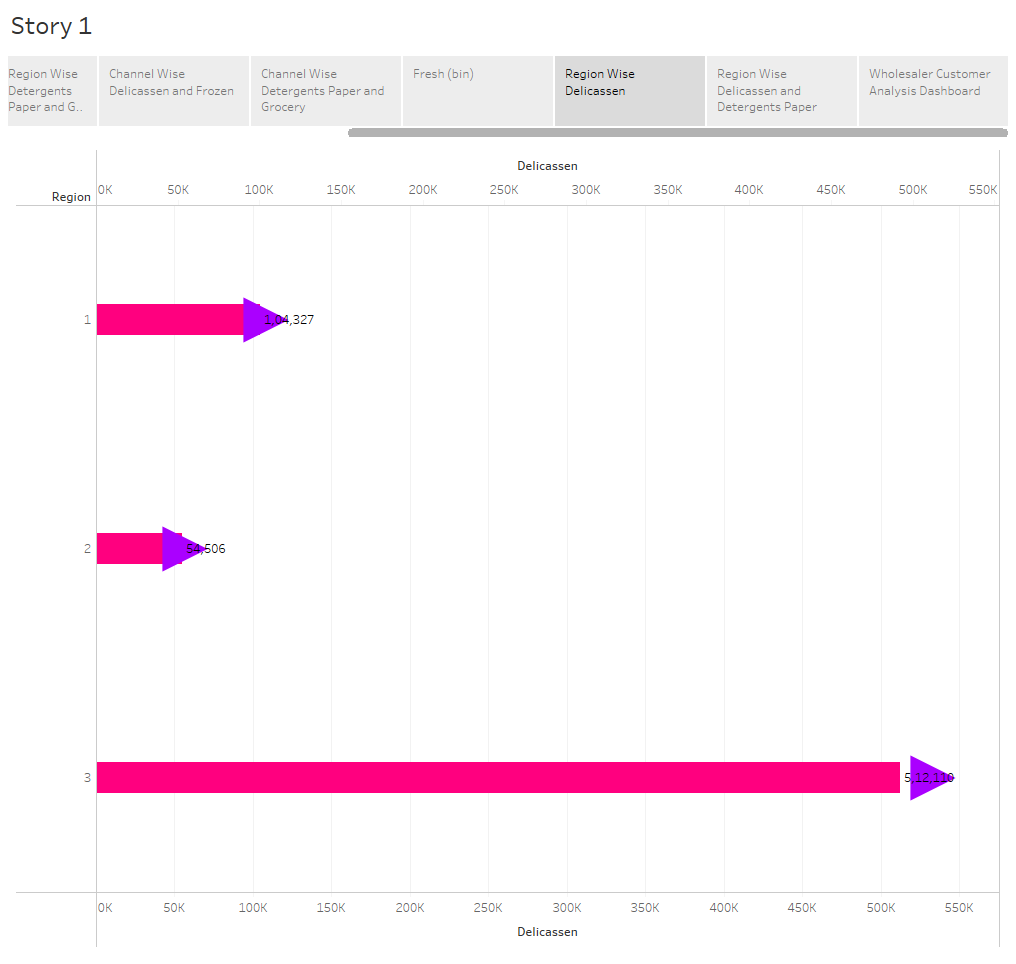 Story 1
Region Wise
Detergents
Paper and G..
Channel Wise
Delicassen and Frozen
Channel Wise
Detergents Paper and
Grocery
Fresh (bin)
Region Wise
Delicassen
Region Wise
Delicassen and
Detergents Paper
Wholesaler Customer
Analysis Dashboard
Delicassen
0K 50K 100K 150K 200K 250K 300K 350K 400K 450K 500K 550K
Region
1 1,04,327
2 54,506
3 5,12,110
0K 50K 100K 150K 200K 250K 300K 350K 400K 450K 500K 550K
Delicassen